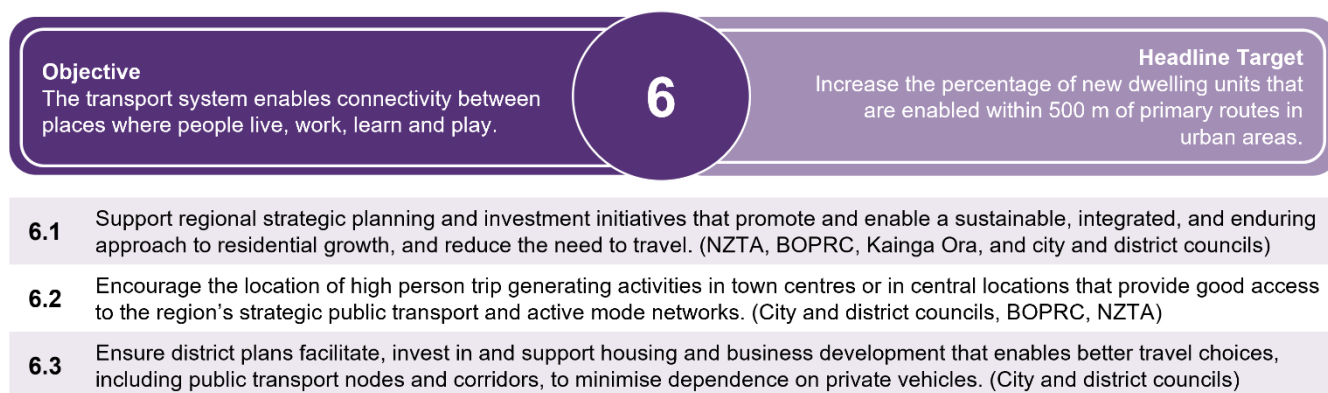 Objective
The transport system enables connectivity between
places where people live, work, learn and play.
6
Headline Target
Increase the percentage of new dwelling units that
are enabled within 500 m of primary routes in
urban areas.
6.1 Support regional strategic planning and investment initiatives that promote and enable a sustainable, integrated, and enduring
approach to residential growth, and reduce the need to travel. (NZTA, BOPRC, Kainga Ora, and city and district councils)
6.2 Encourage the location of high person trip generating activities in town centres or in central locations that provide good access
to the region's strategic public transport and active mode networks. (City and district councils, BOPRC, NZTA)
6.3 Ensure district plans facilitate, invest in and support housing and business development that enables better travel choices,
including public transport nodes and corridors, to minimise dependence on private vehicles. (City and district councils)